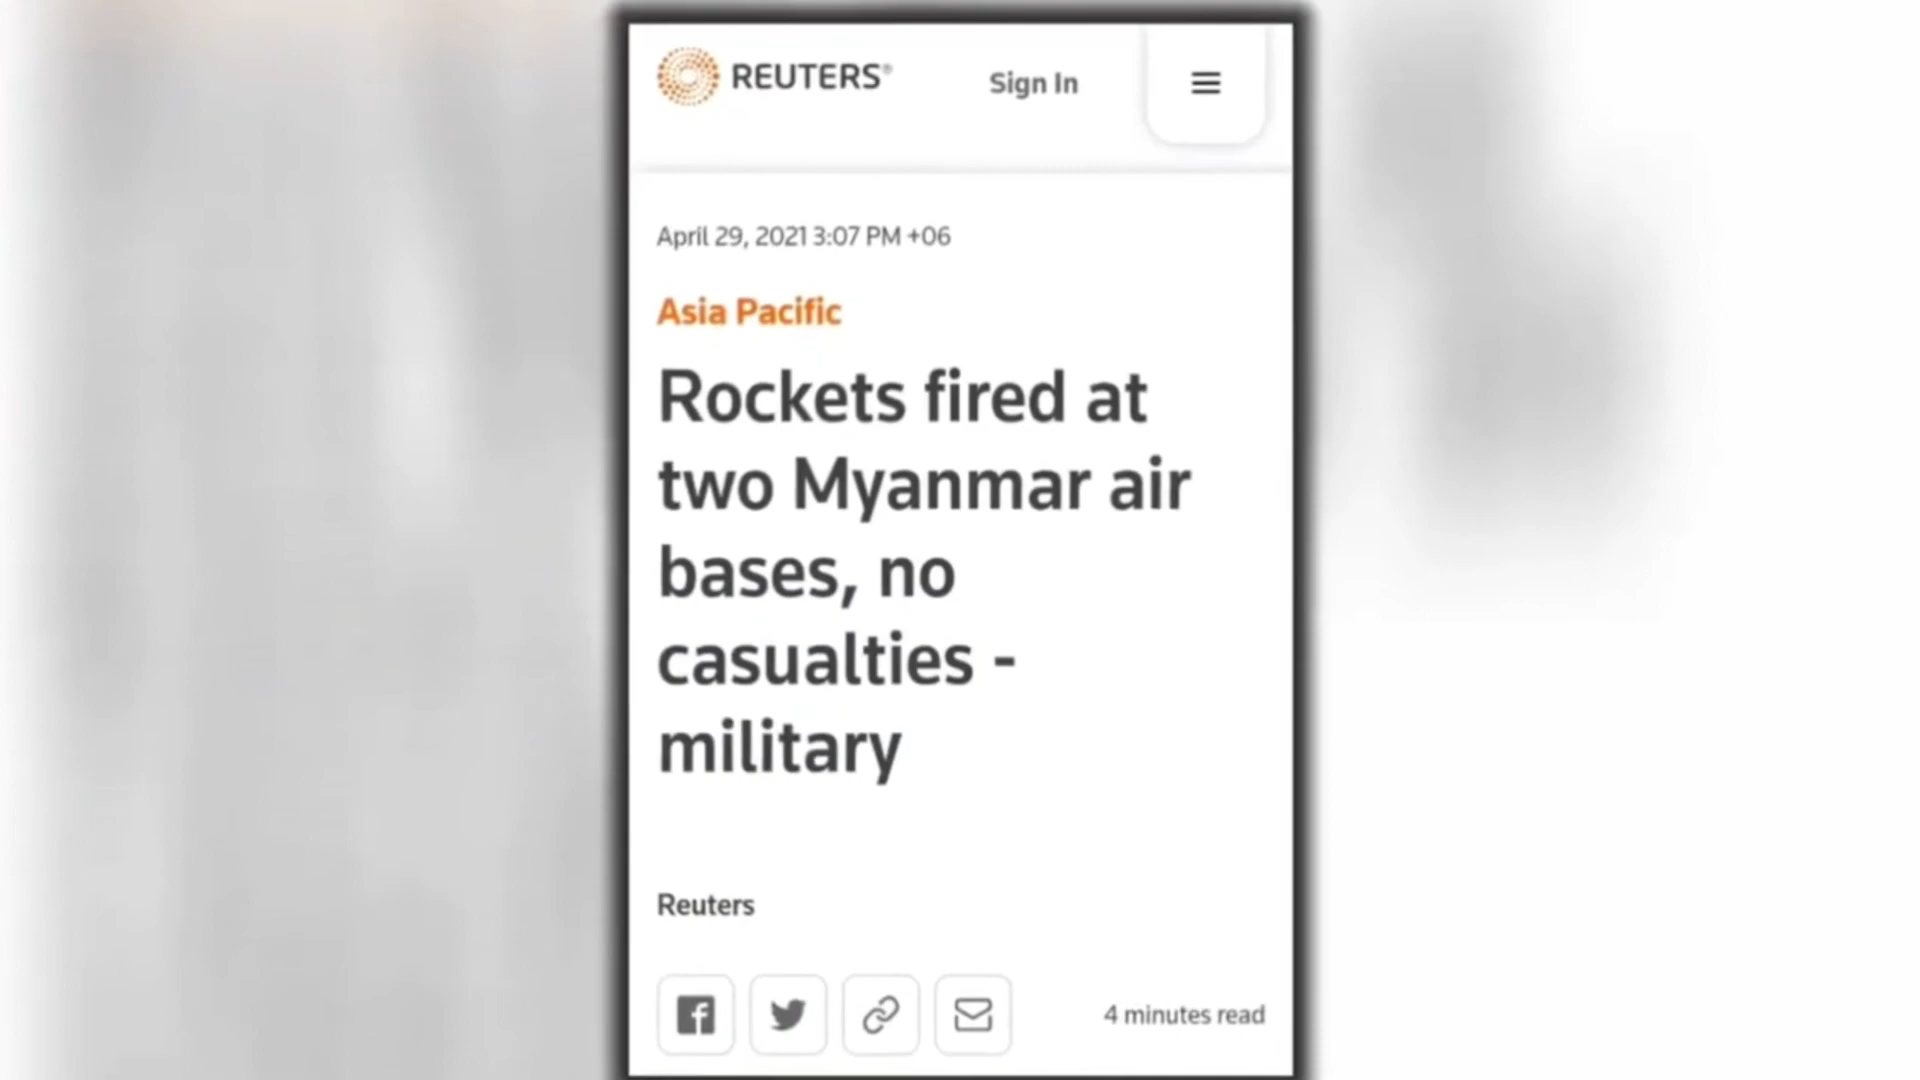 REUTERS®
Sign In
April 29, 2021 3:07 PM +06
Asia Pacific
Rockets fired at
two Myanmar air
bases, no
casualties -
military
Reuters
4 minutes read